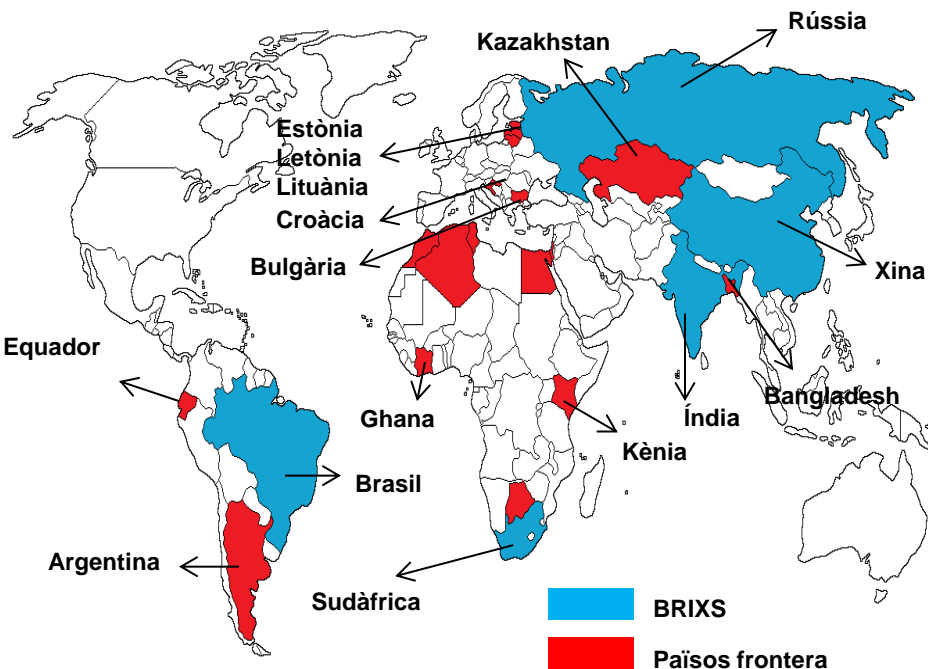 Rússia
Kazakhstan
Estònia
Letònia
Lituània
Croàcia
Bulgària
Xina
Equador
Bangladesh
Ghana
Índia
Kènia
Brasil
Argentina
Sudàfrica
BRIXS
Països frontera